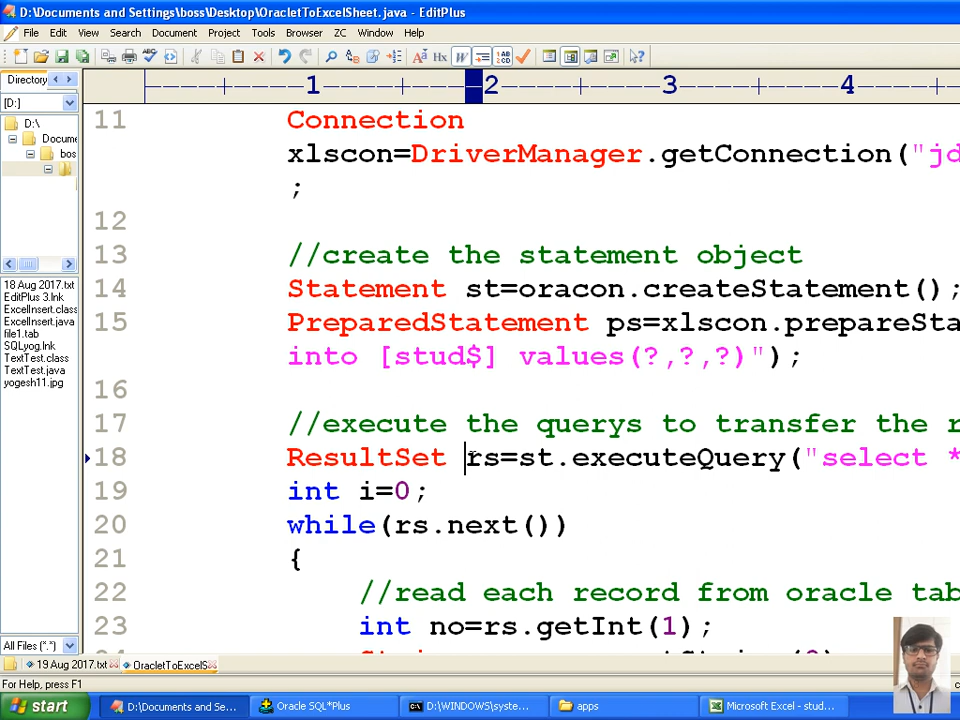 D:\Documents and Settings\boss\Desktop\OracletToExcelSheet.java - EditPlus
File Edit View Search Document Project Tools Browser ZC Window Help
Directory
[D:]
D:\
Docume
bos
18 Aug 2017.txt
EditPlus 3.lnk
ExcelInsert.class
ExcelInsert.java
file1.tab
SQLyog.lnk
TextTest.class
TextTest.java
yogesh11.jpg
All Files (*.*)
1 2 3 4
11 Connection
xlscon=DriverManager.getConnection("jd
;
12
13 //create the statement object
14 Statement st=oracon.createStatement();
15 PreparedStatement ps=xlscon.prepareSta
into [stud$] values(?,?,?)");
16
17 //execute the querys to transfer the r
18 ResultSet rs=st.executeQuery("select *
19 int i=0;
20 while(rs.next())
21 {
22 //read each record from oracle tab
23 int no=rs.getInt(1);
19 Aug 2017.txt OracletToExcelS
For Help, press F1
start D:\Documents and Se... Oracle SQL*Plus D:\WINDOWS\syste... apps Microsoft Excel - stud...